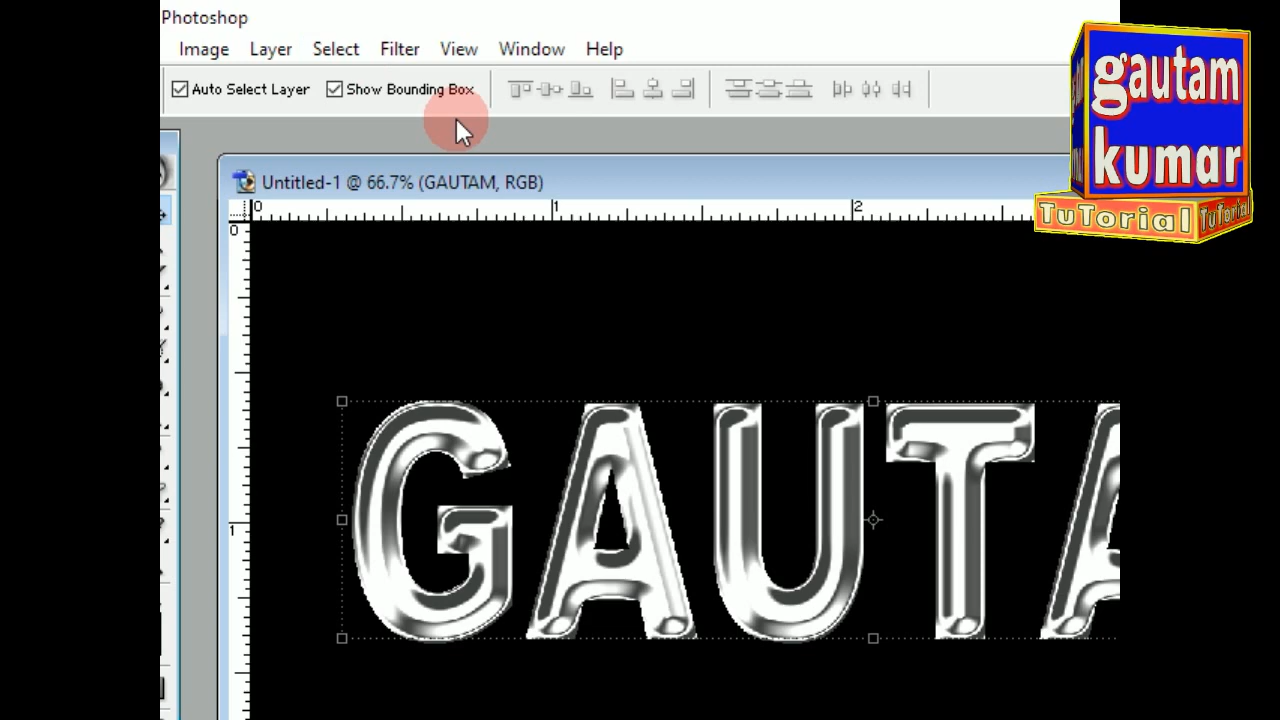 Photoshop
Image Layer Select Filter View Window Help
Auto Select Layer Show Bounding Box
gautam
kumar
TuTorial TuTorial
Untitled-1 @ 66.7% (GAUTAM, RGB)
0 1 2
0
GAUTA
1